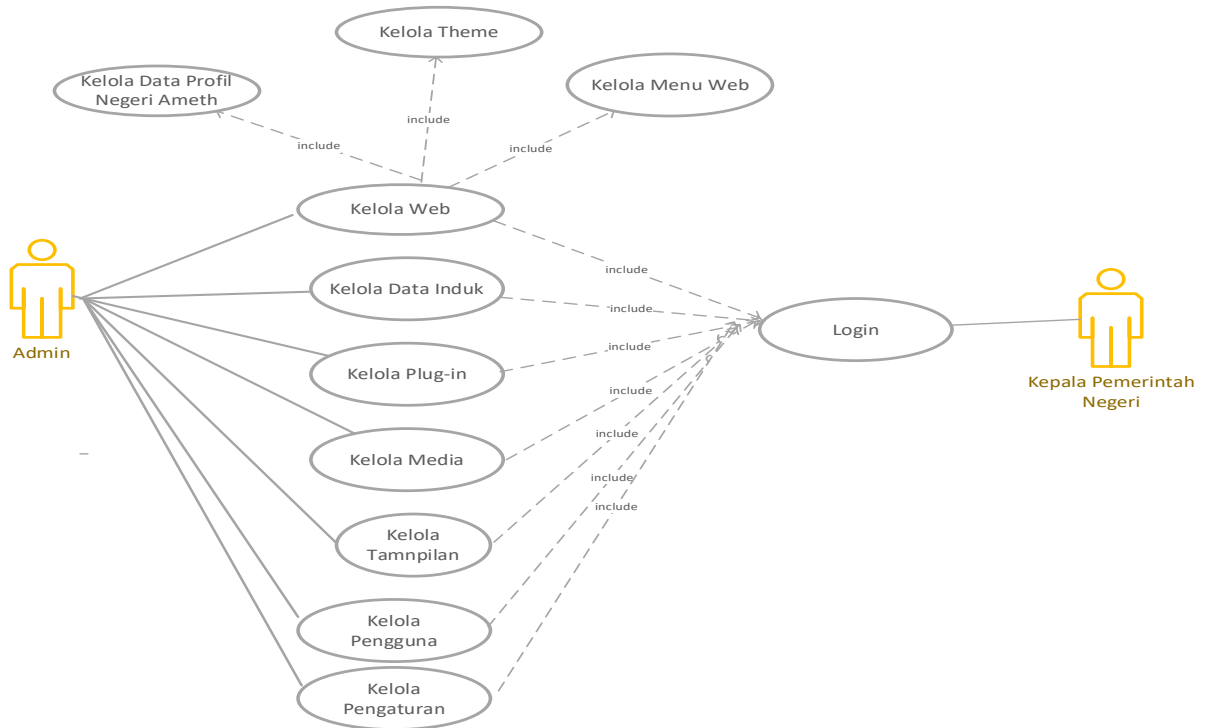 Kelola Theme
Kelola Data Profil
Negeri Ameth
Kelola Menu Web
include
include
include
Kelola Web
include
Kelola Data Induk
include
Login
Admin
Kelola Plug-in
include
Kepala Pemerintah
Negeri
include
Kelola Media
include
include
include
Kelola
Tamnpilan
Kelola
Pengguna
Kelola
Pengaturan